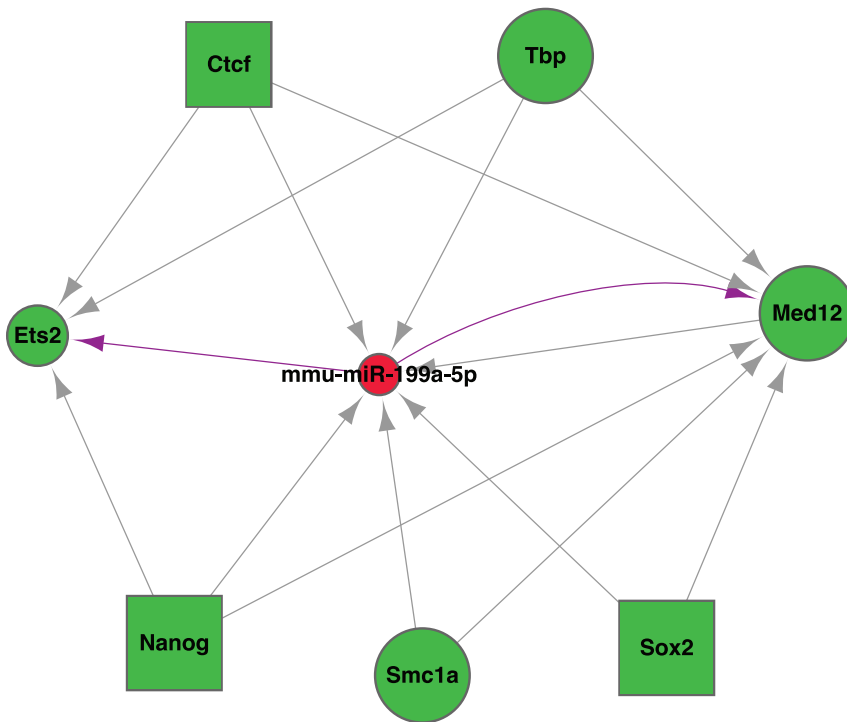 Ctcf
Tbp
Med12
Ets2
mmu-miR-199a-5p
Nanog
Smc1a
Sox2